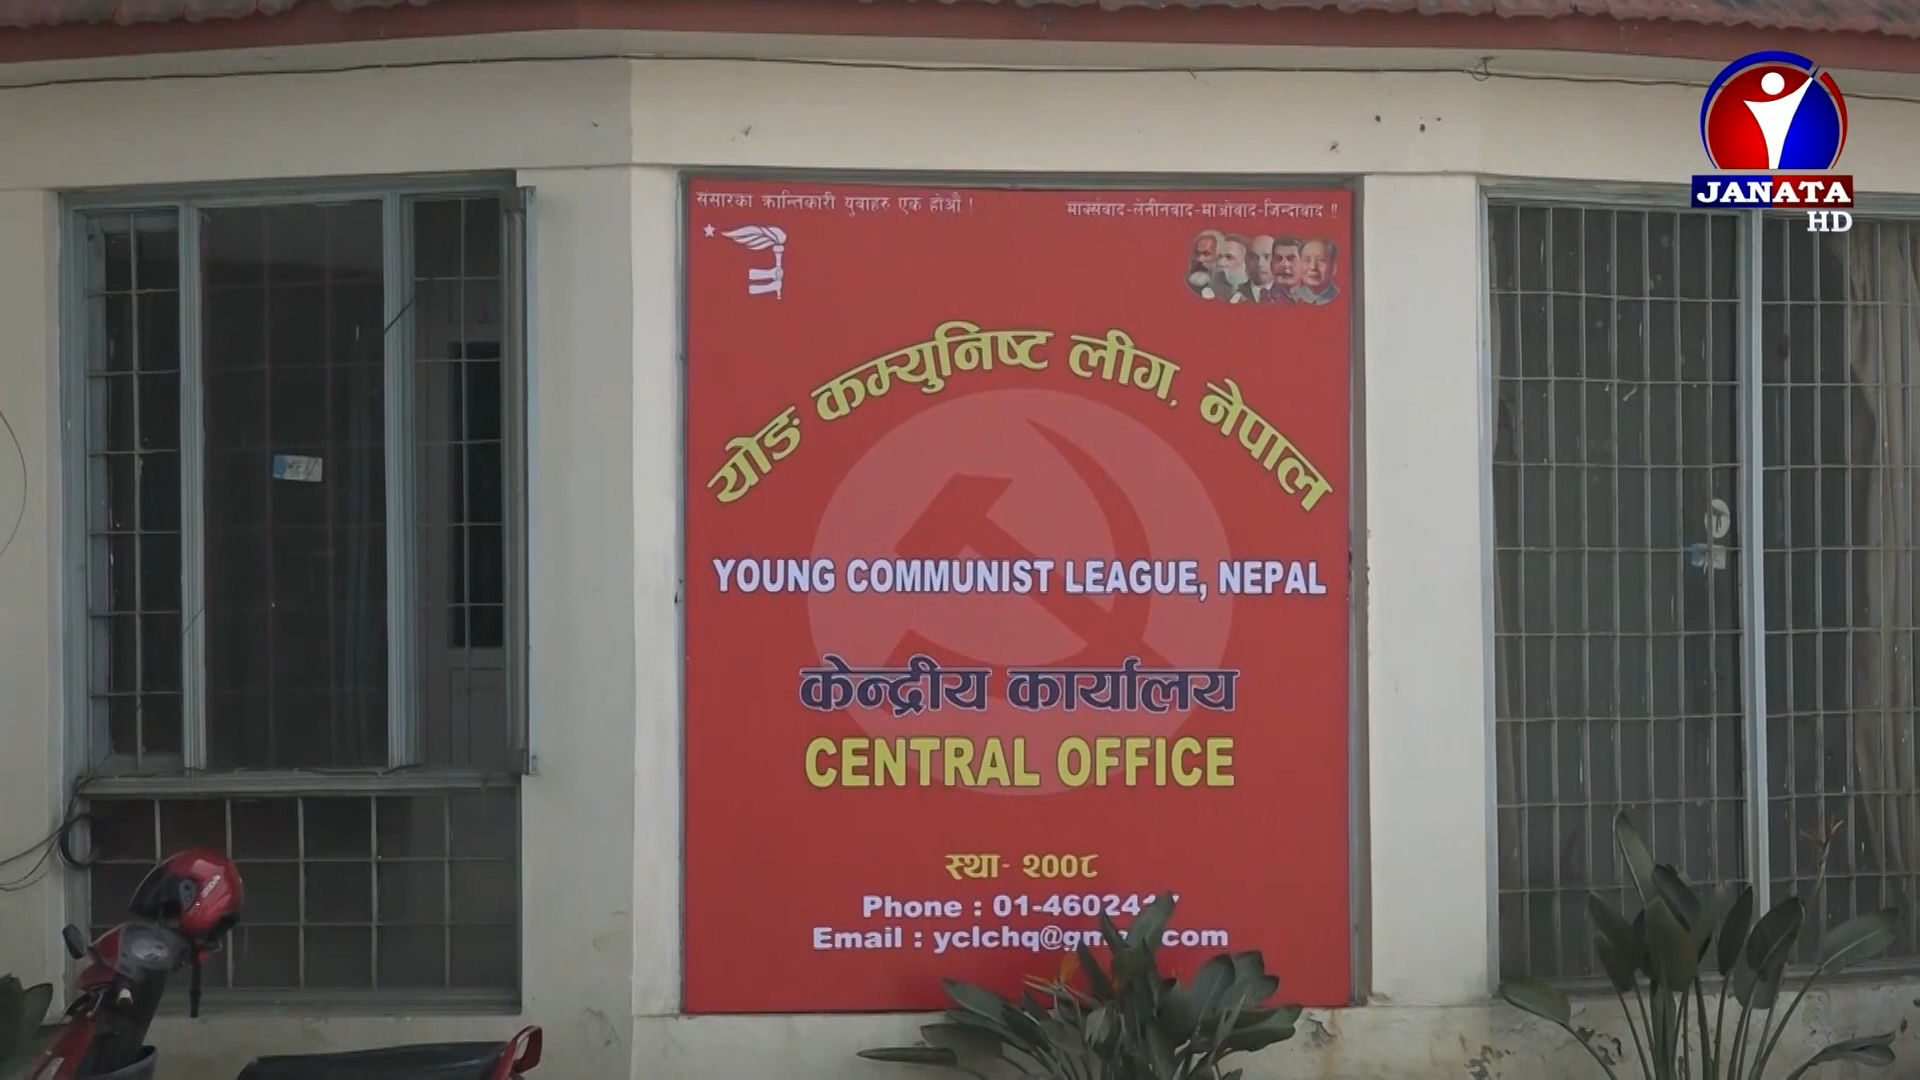 संसारका क्रान्तिकारी युवाहरु एक होऔ !
मार्क्सवाद-लेनीनवाद-माओवाद-जिन्दावाद !!
योङ कम्युनिष्ट लीग, नेपाल
YOUNG COMMUNIST LEAGUE, NEPAL
केन्द्रीय कार्यालय
CENTRAL OFFICE
स्था- २००८
Phone :
Email :
JANATA
HD